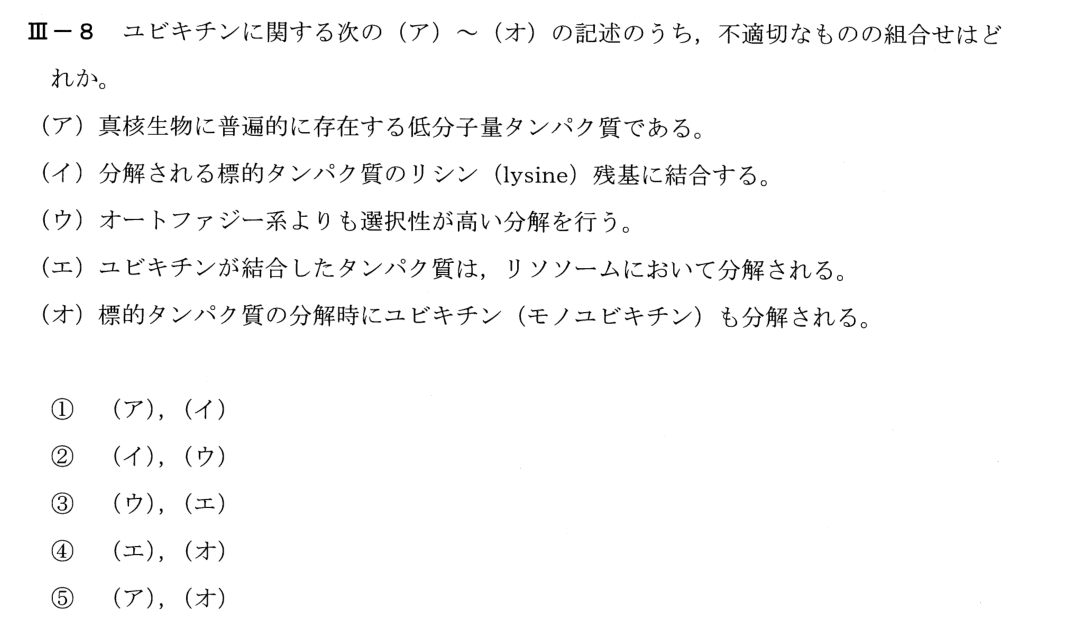 Ⅲ－８　ユビキチンに関する次の（ア）～（オ）の記述のうち，不適切なものの組合せはど
れか。
（ア）真核生物に普遍的に存在する低分子量タンパク質である。
（イ）分解される標的タンパク質のリシン（lysine）残基に結合する。
（ウ）オートファジー系よりも選択性が高い分解を行う。
（エ）ユビキチンが結合したタンパク質は，リソソームにおいて分解される。
（オ）標的タンパク質の分解時にユビキチン（モノユビキチン）も分解される。
①　（ア），（イ）
②　（イ），（ウ）
③　（ウ），（エ）
④　（エ），（オ）
⑤　（ア），（オ）